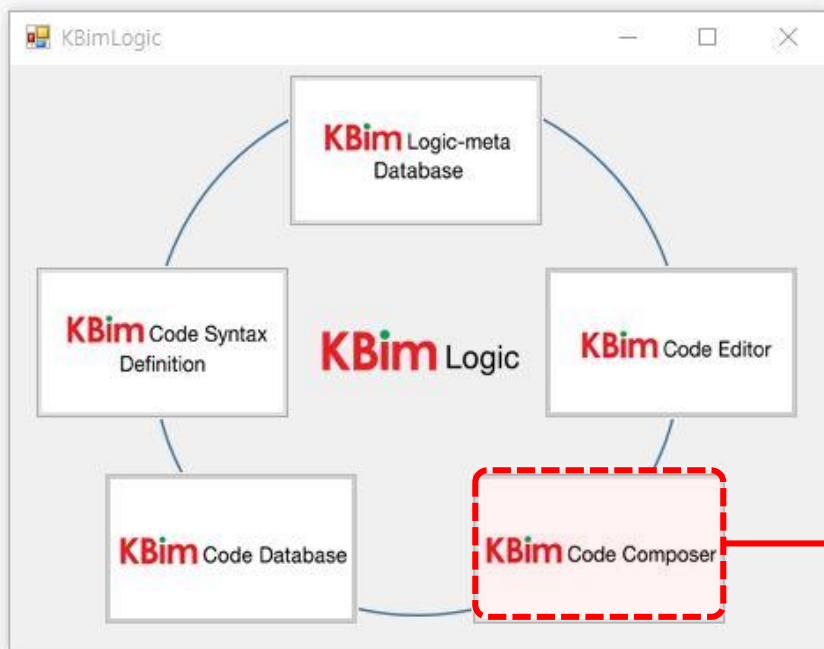 KBimLogic
KBim Logic-meta
Database
KBim Code Syntax
Definition
KBim Logic
KBim Code Editor
KBim Code Database
KBim Code Composer